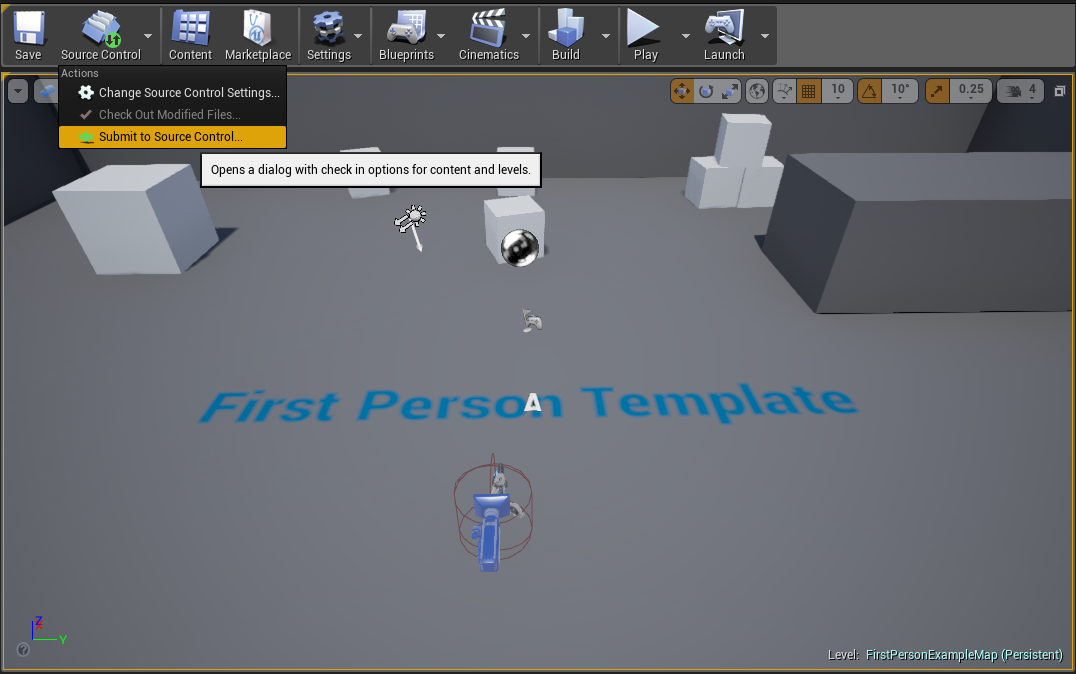 Save Source Control Content Marketplace Settings Blueprints Cinematics Build Play Launch
Actions
Change Source Control Settings...
Check Out Modified Files...
Submit to Source Control...
Opens a dialog with check in options for content and levels.
10 10° 0.25 4
First Person Template
Z
X
Y
?
Level: FirstPersonExampleMap (Persistent)